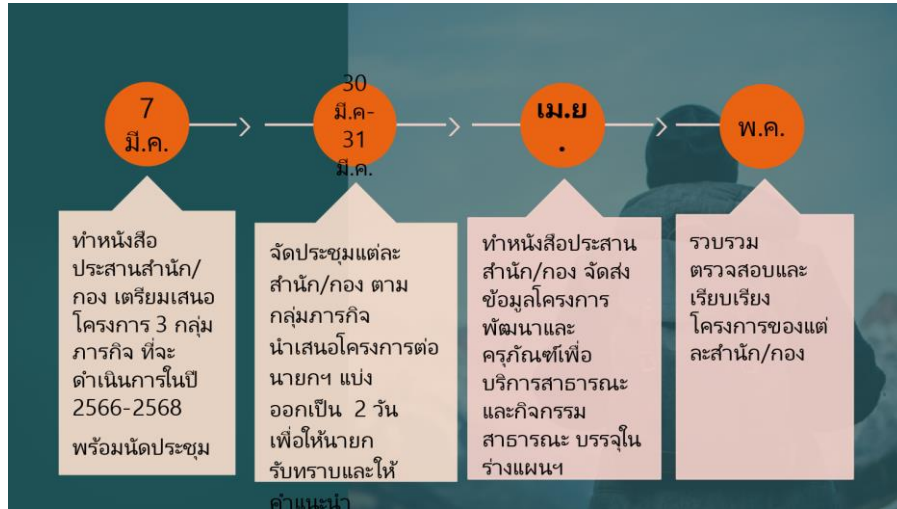 7
มี.ค.
30
มี.ค-
31
มี.ค.
เม.ย
.
พ.ค.
ทำหนังสือ
ประสานสำนัก/
กอง เตรียมเสนอ
โครงการ 3 กลุ่ม
ภารกิจ ที่จะ
ดำเนินการในปี
2566-2568
พร้อมนัดประชุม
จัดประชุมแต่ละ
สำนัก/กอง ตาม
กลุ่มภารกิจ
นำเสนอโครงการต่อ
นายกฯ แบ่ง
ออกเป็น 2 วัน
เพื่อให้นายก
รับทราบและให้
คำแนะนำ
ทำหนังสือประสาน
สำนัก/กอง จัดส่ง
ข้อมูลโครงการ
พัฒนาและ
ครุภัณฑ์เพื่อ
บริการสาธารณะ
และกิจกรรม
สาธารณะ บรรจุใน
ร่างแผนฯ
รวบรวม
ตรวจสอบและ
เรียบเรียง
โครงการของแต่
ละสำนัก/กอง